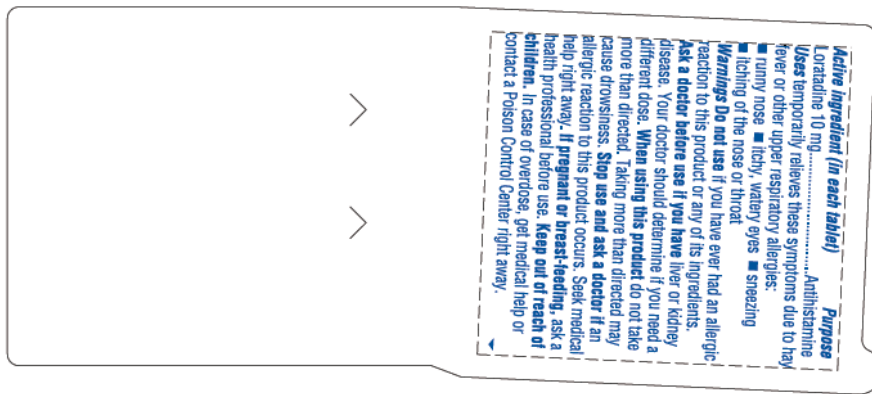 Active ingredient (in each tablet) Purpose
Loratadine 10 mg..............................Antihistamine
Uses temporarily relieves these symptoms due to hay
fever or other upper respiratory allergies:
■ runny nose ■ itchy, watery eyes ■ sneezing
■ itching of the nose or throat
Warnings Do not use if you have ever had an allergic
reaction to this product or any of its ingredients.
Ask a doctor before use if you have liver or kidney
disease. Your doctor should determine if you need a
different dose. When using this product do not take
more than directed. Taking more than directed may
cause drowsiness. Stop use and ask a doctor if an
allergic reaction to this product occurs. Seek medical
help right away. If pregnant or breast-feeding, ask a
health professional before use. Keep out of reach of
children. In case of overdose, get medical help or
contact a Poison Control Center right away.